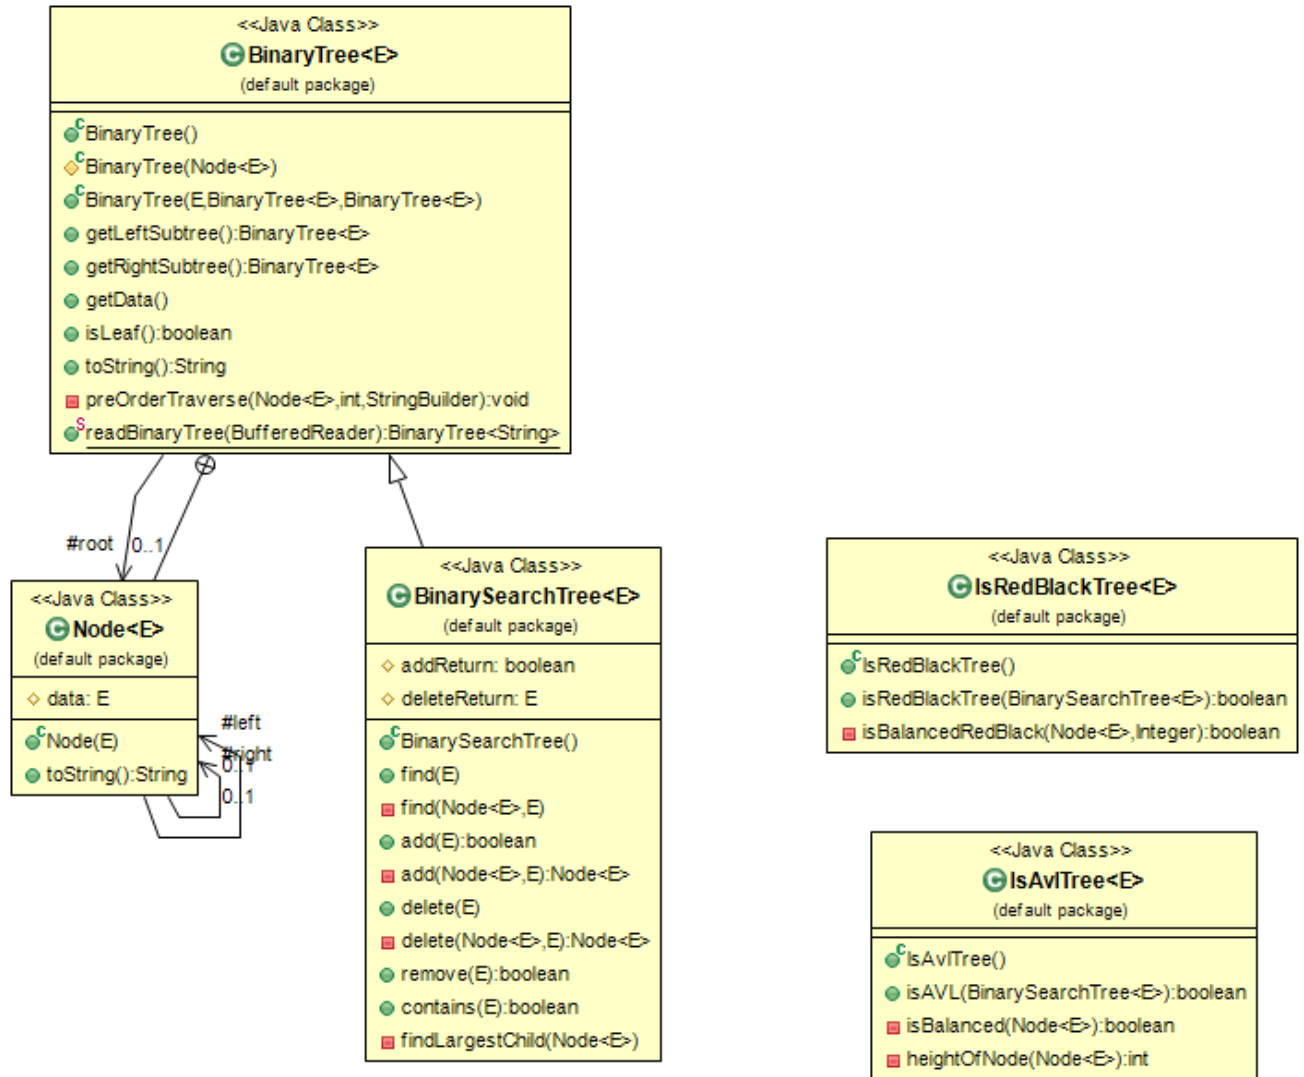 <<Java Class>>
BinaryTree<E>
(default package)
BinaryTree()
BinaryTree(Node<E>)
BinaryTree(E,BinaryTree<E>,BinaryTree<E>)
getLeftSubtree():BinaryTree<E>
getRightSubtree():BinaryTree<E>
getData()
isLeaf():boolean
toString():String
preOrderTraverse(Node<E>,int,StringBuilder):void
readBinaryTree(BufferedReader):BinaryTree<String>
#root 0..1
<<Java Class>>
Node<E>
(default package)
data: E
Node(E)
toString():String
#left
#right
0..1
0..1
<<Java Class>>
BinarySearchTree<E>
(default package)
addReturn: boolean
deleteReturn: E
BinarySearchTree()
find(E)
find(Node<E>,E)
add(E):boolean
add(Node<E>,E):Node<E>
delete(E)
delete(Node<E>,E):Node<E>
remove(E):boolean
contains(E):boolean
findLargestChild(Node<E>)
<<Java Class>>
IsRedBlackTree<E>
(default package)
IsRedBlackTree()
isRedBlackTree(BinarySearchTree<E>):boolean
isBalancedRedBlack(Node<E>,Integer):boolean
<<Java Class>>
IsAvlTree<E>
(default package)
IsAvlTree()
isAVL(BinarySearchTree<E>):boolean
isBalanced(Node<E>):boolean
heightOfNode(Node<E>):int